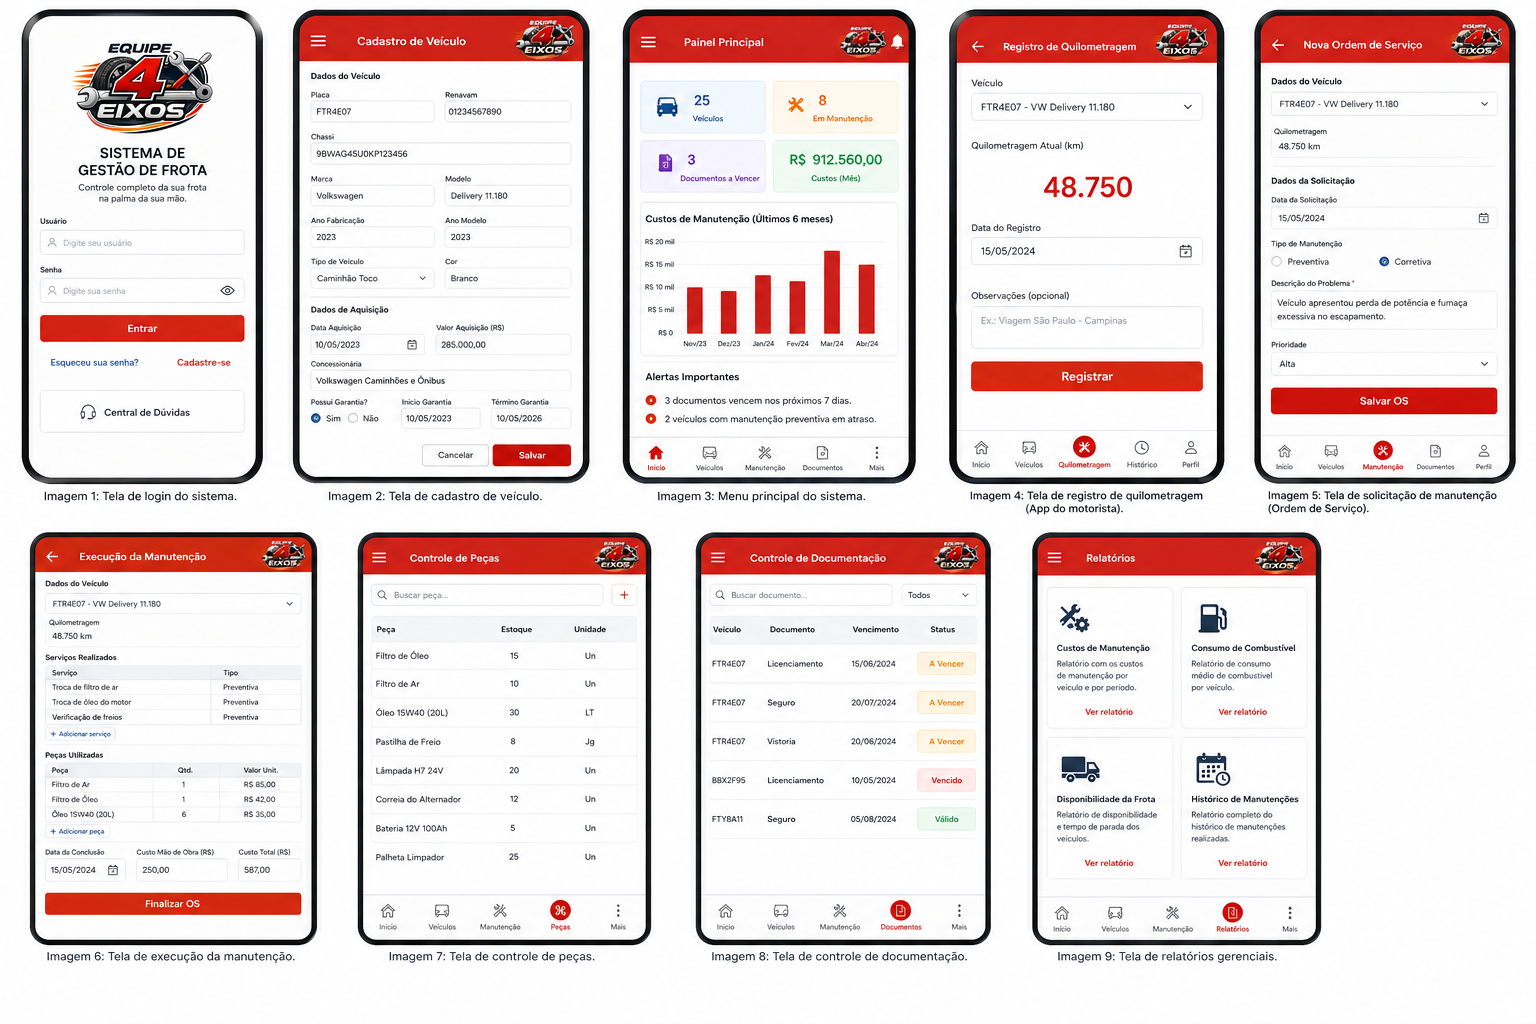 EQUIPE
4
EIXOS
SISTEMA DE
GESTÃO DE FROTA
Controle completo da sua frota
na palma da sua mão.
Usuário
Digite seu usuário
Senha
Digite sua senha
Entrar
Esqueceu sua senha?
Cadastre-se
Central de Dúvidas
Imagem 1: Tela de login do sistema.
Cadastro de Veículo
EQUIPE
4
EIXOS
Dados do Veículo
Placa
Renavam
FTR4E07
01234567890
Chassi
9BWAG45U0KP123456
Marca
Modelo
Volkswagen
Delivery 11.180
Ano Fabricação
Ano Modelo
2023
2023
Tipo de Veículo
Cor
Caminhão Toco
Branco
Dados de Aquisição
Data Aquisição
Valor Aquisição (R$)
10/05/2023
285.000,00
Concessionária
Volkswagen Caminhões e Ônibus
Possui Garantia?
Início Garantia
Término Garantia
Sim
Não
10/05/2023
10/05/2026
Cancelar
Salvar
Imagem 2: Tela de cadastro de veículo.
Painel Principal
EQUIPE
4
EIXOS
25
Veículos
8
Em Manutenção
3
Documentos a Vencer
R$ 912.560,00
Custos (Mês)
Custos de Manutenção (Últimos 6 meses)
R$ 20 mil
R$ 15 mil
R$ 10 mil
R$ 5 mil
R$ 0
Nov/23
Dez/23
Jan/24
Fev/24
Mar/24
Abr/24
Alertas Importantes
3 documentos vencem nos próximos 7 dias.
2 veículos com manutenção preventiva em atraso.
Início
Veículos
Manutenção
Documentos
Mais
Imagem 3: Menu principal do sistema.
Registro de Quilometragem
EQUIPE
4
EIXOS
Veículo
FTR4E07 - VW Delivery 11.180
Quilometragem Atual (km)
48.750
Data do Registro
15/05/2024
Observações (opcional)
Ex.: Viagem São Paulo - Campinas
Registrar
Início
Veículos
Quilometragem
Histórico
Perfil
Imagem 4: Tela de registro de quilometragem
(App do motorista).
Nova Ordem de Serviço
EQUIPE
4
EIXOS
Dados do Veículo
FTR4E07 - VW Delivery 11.180
Quilometragem
48.750 km
Dados da Solicitação
Data da Solicitação
15/05/2024
Tipo de Manutenção
Preventiva
Corretiva
Descrição do Problema *
Veículo apresentou perda de potência e fumaça
excessiva no escapamento.
Prioridade
Alta
Salvar OS
Início
Veículos
Manutenção
Documentos
Perfil
Imagem 5: Tela de solicitação de manutenção
(Ordem de Serviço).
Execução da Manutenção
EQUIPE
4
EIXOS
Dados do Veículo
FTR4E07 - VW Delivery 11.180
Quilometragem
48.750 km
Serviços Realizados
Serviço
Tipo
Troca de filtro de ar
Preventiva
Troca de óleo do motor
Preventiva
Verificação de freios
Preventiva
+ Adicionar serviço
Peças Utilizadas
Peça
Qtd.
Valor Unit.
Filtro de Ar
1
R$ 85,00
Filtro de Óleo
1
R$ 42,00
Óleo 15W40 (20L)
6
R$ 35,00
+ Adicionar peça
Data da Conclusão
Custo Mão de Obra (R$)
Custo Total (R$)
15/05/2024
250,00
587,00
Finalizar OS
Imagem 6: Tela de execução da manutenção.
Controle de Peças
EQUIPE
4
EIXOS
Buscar peça...
+
Peça
Estoque
Unidade
Filtro de Óleo
15
Un
Filtro de Ar
10
Un
Óleo 15W40 (20L)
30
LT
Pastilha de Freio
8
Jg
Lâmpada H7 24V
20
Un
Correia do Alternador
12
Un
Bateria 12V 100Ah
5
Un
Palheta Limpador
25
Un
Início
Veículos
Manutenção
Peças
Mais
Imagem 7: Tela de controle de peças.
Controle de Documentação
EQUIPE
4
EIXOS
Buscar documento...
Todos
Veículo
Documento
Vencimento
Status
FTR4E07
Licenciamento
15/06/2024
A Vencer
FTR4E07
Seguro
20/07/2024
A Vencer
FTR4E07
Vistoria
20/06/2024
A Vencer
BBX2F95
Licenciamento
10/05/2024
Vencido
FTY8A11
Seguro
05/08/2024
Válido
Início
Veículos
Manutenção
Documentos
Mais
Imagem 8: Tela de controle de documentação.
Relatórios
EQUIPE
4
EIXOS
Custos de Manutenção
Relatório com os custos
de manutenção por
veículo e por período.
Ver relatório
Consumo de Combustível
Relatório de consumo
médio de combustível
por veículo.
Ver relatório
Disponibilidade da Frota
Relatório de disponibilidade
e tempo de parada dos
veículos.
Ver relatório
Histórico de Manutenções
Relatório completo do
histórico de manutenções
realizadas.
Ver relatório
Início
Veículos
Manutenção
Relatórios
Mais
Imagem 9: Tela de relatórios gerenciais.